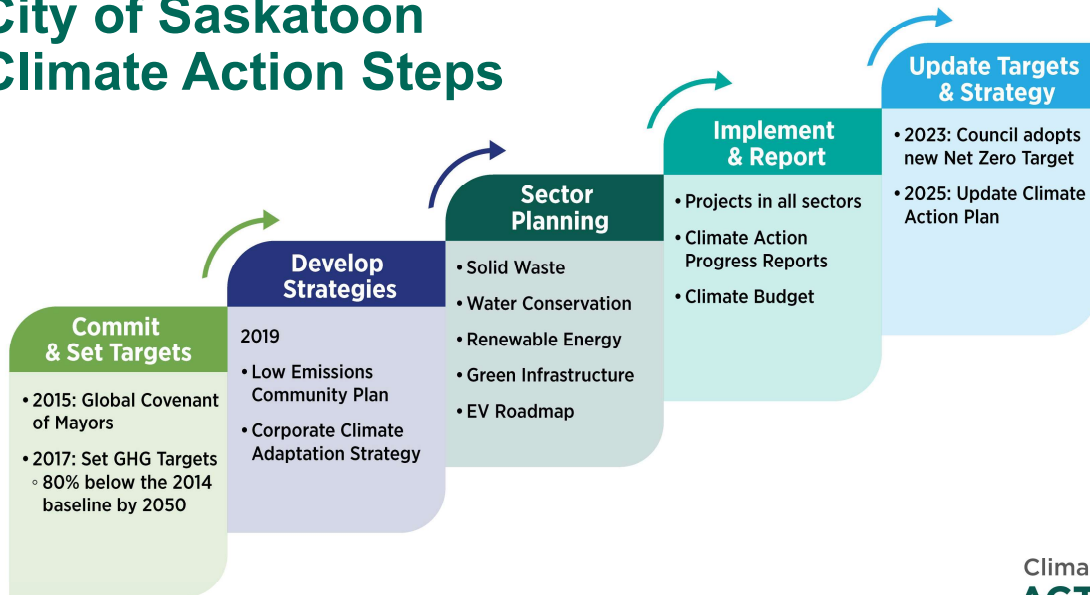 City of Saskatoon
Climate Action Steps
Commit
& Set Targets
• 2015: Global Covenant
of Mayors
• 2017: Set GHG Targets
◦ 80% below the 2014
baseline by 2050
Develop
Strategies
2019
• Low Emissions
Community Plan
• Corporate Climate
Adaptation Strategy
Sector
Planning
• Solid Waste
• Water Conservation
• Renewable Energy
• Green Infrastructure
• EV Roadmap
Implement
& Report
• Projects in all sectors
• Climate Action
Progress Reports
• Climate Budget
Update Targets
& Strategy
• 2023: Council adopts
new Net Zero Target
• 2025: Update Climate
Action Plan
Clima